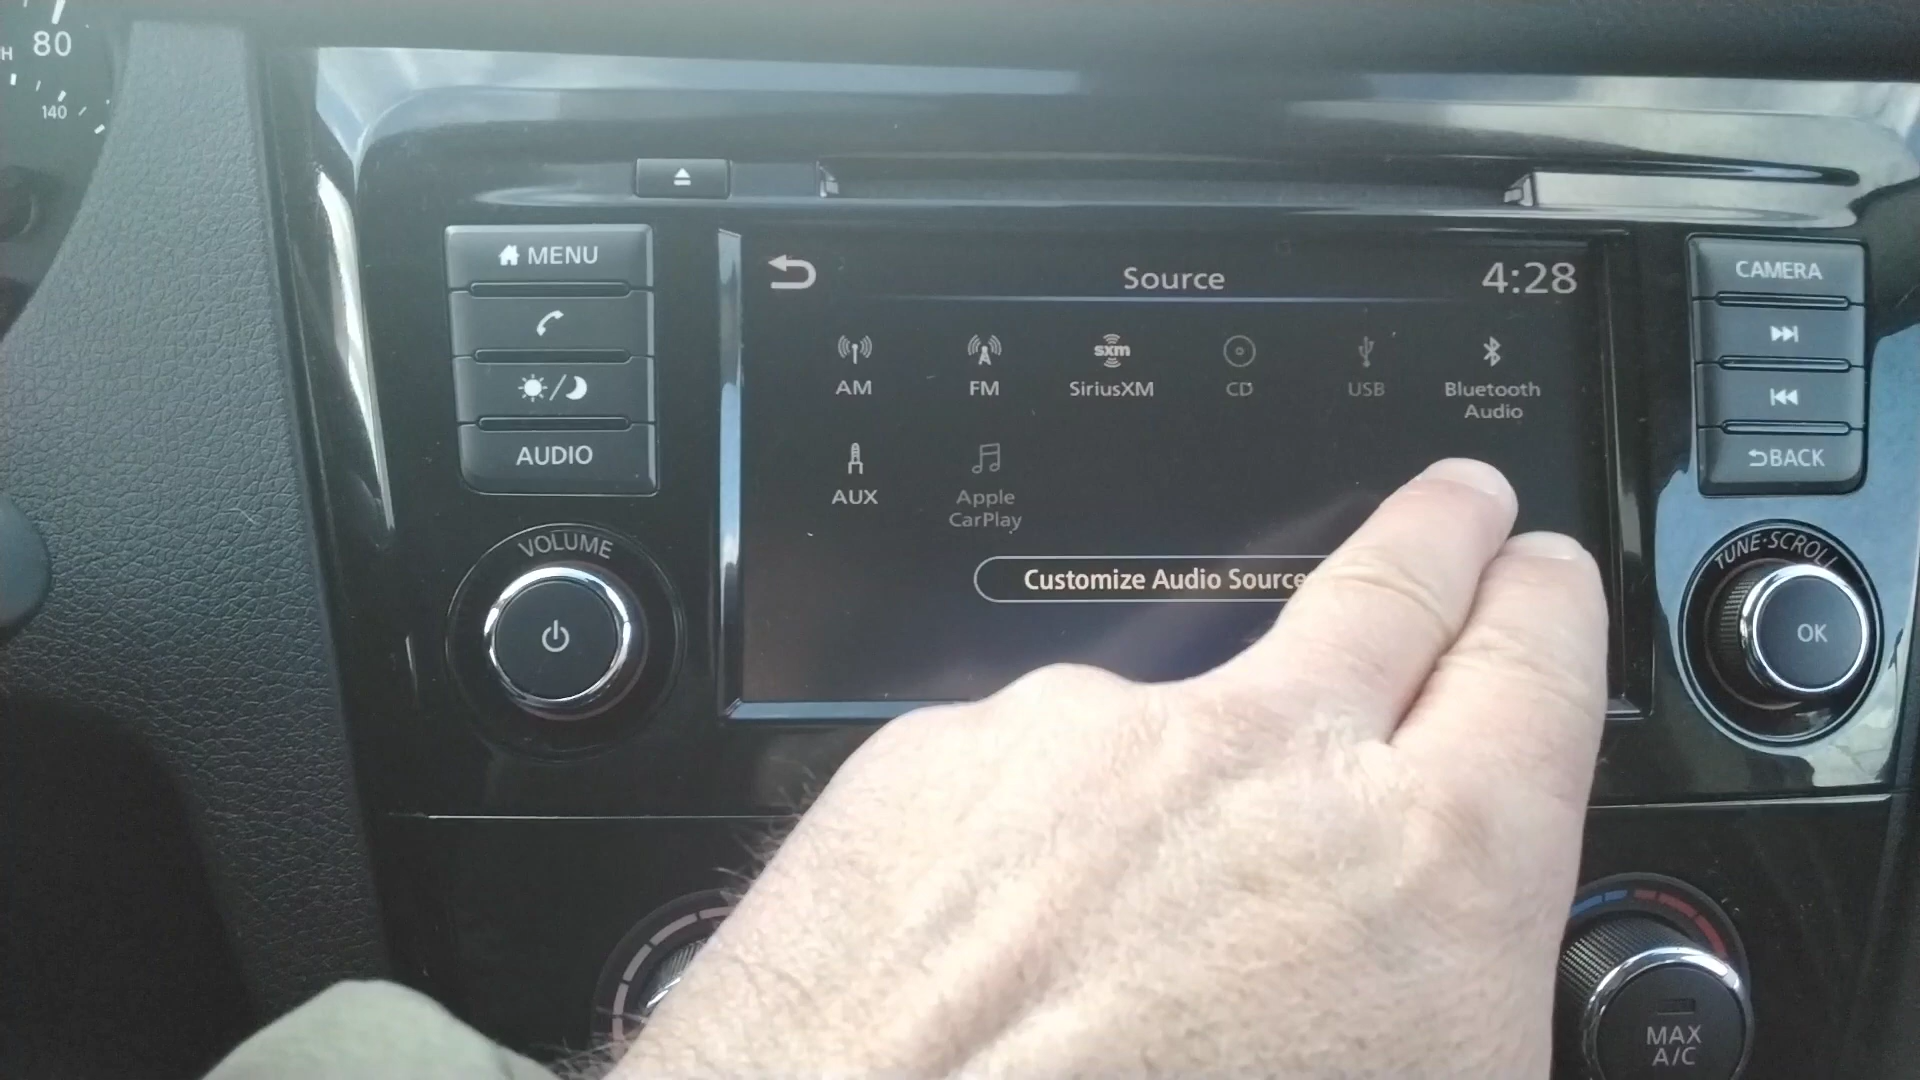 80
140
MENU
AUDIO
VOLUME
Source
4:28
AM
FM
sxm
SiriusXM
CD
USB
Bluetooth
Audio
AUX
Apple
CarPlay
Customize Audio Source
CAMERA
BACK
TUNE·SCROLL
OK
MAX
A/C